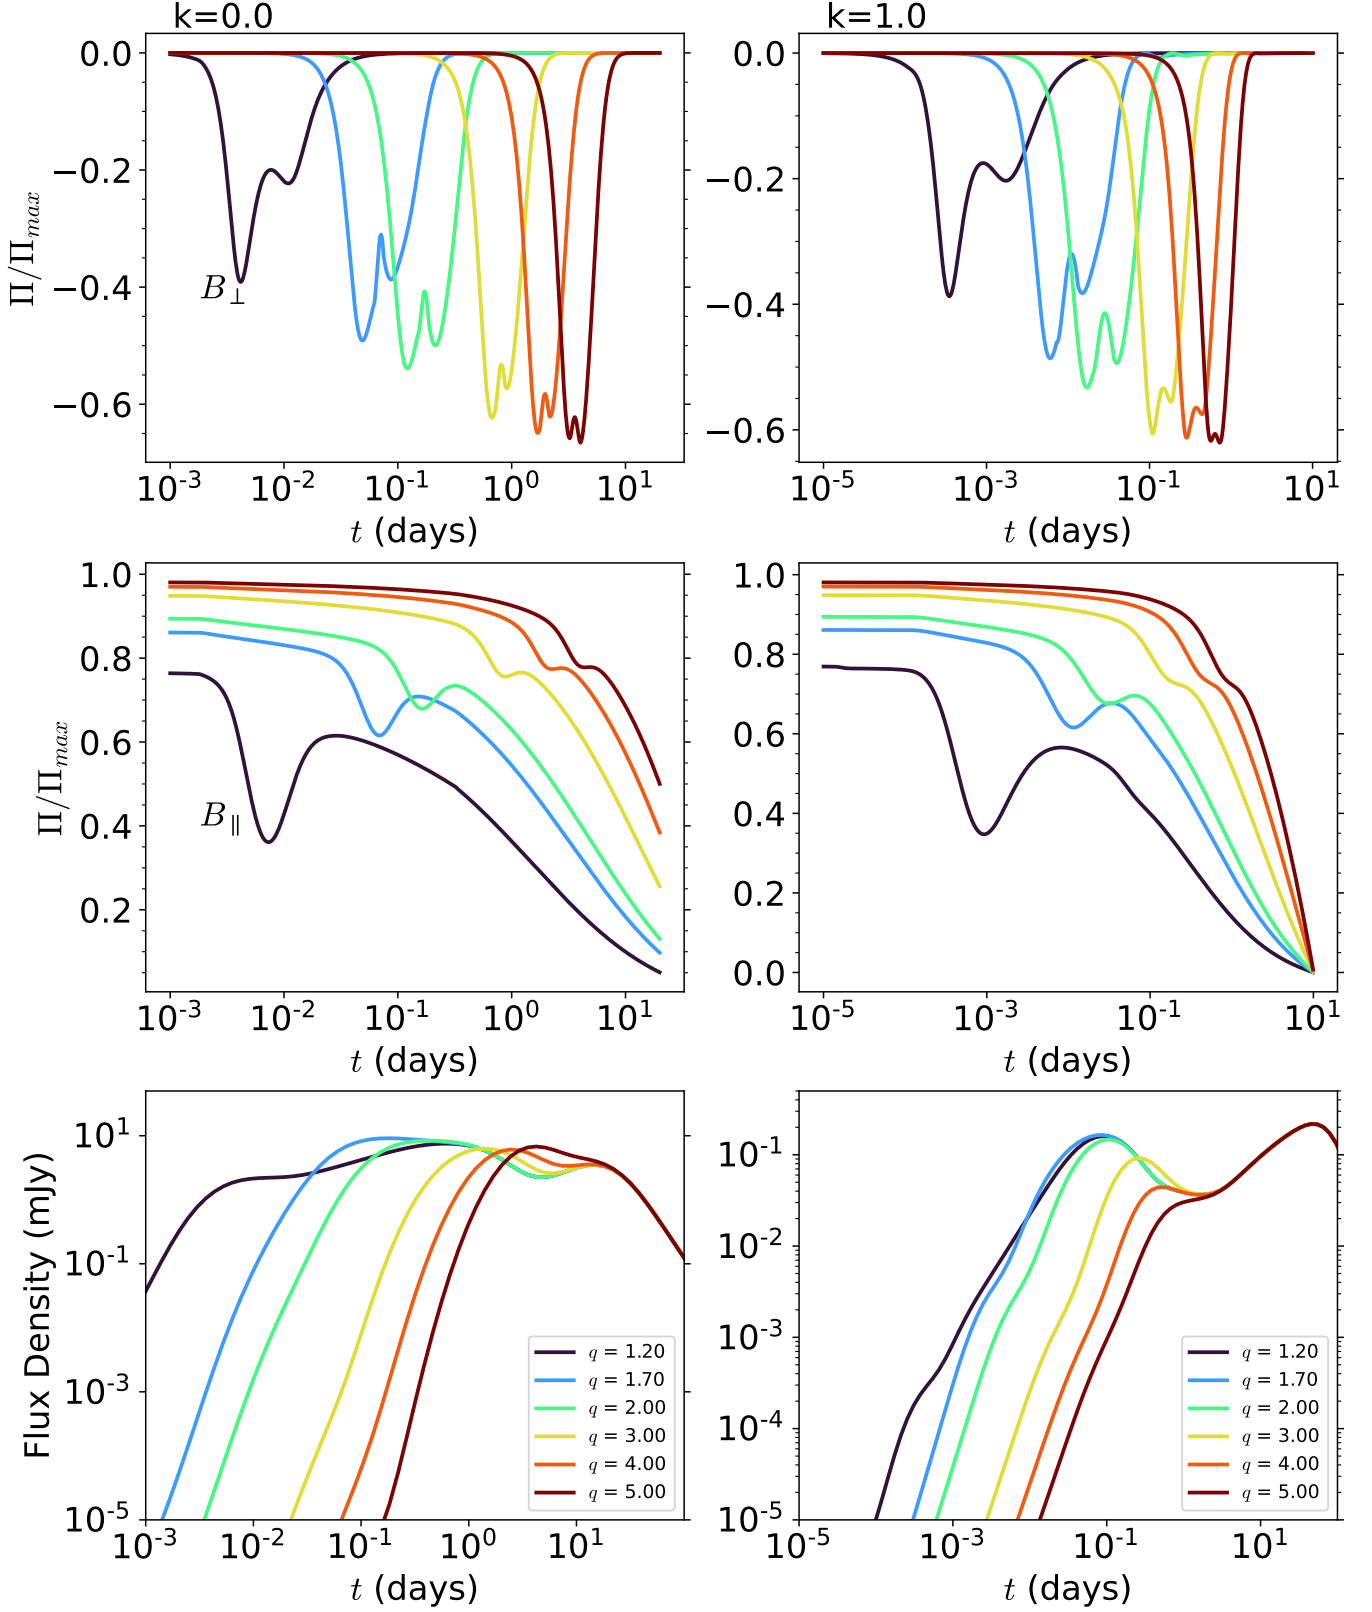 k=0.0
k=1.0
0.0
−0.2
−0.4
−0.6
Π/Π_max
B_⊥
10^-3 10^-2 10^-1 10^0 10^1
t (days)
0.0
−0.2
−0.4
−0.6
10^-5 10^-3 10^-1 10^1
t (days)
1.0
0.8
0.6
0.4
0.2
Π/Π_max
B_∥
10^-3 10^-2 10^-1 10^0 10^1
t (days)
1.0
0.8
0.6
0.4
0.2
0.0
10^-5 10^-3 10^-1 10^1
t (days)
10^1
10^-1
10^-3
10^-5
Flux Density (mJy)
q = 1.20
q = 1.70
q = 2.00
q = 3.00
q = 4.00
q = 5.00
10^-3 10^-2 10^-1 10^0 10^1
t (days)
10^-1
10^-2
10^-3
10^-4
10^-5
q = 1.20
q = 1.70
q = 2.00
q = 3.00
q = 4.00
q = 5.00
10^-5 10^-3 10^-1 10^1
t (days)